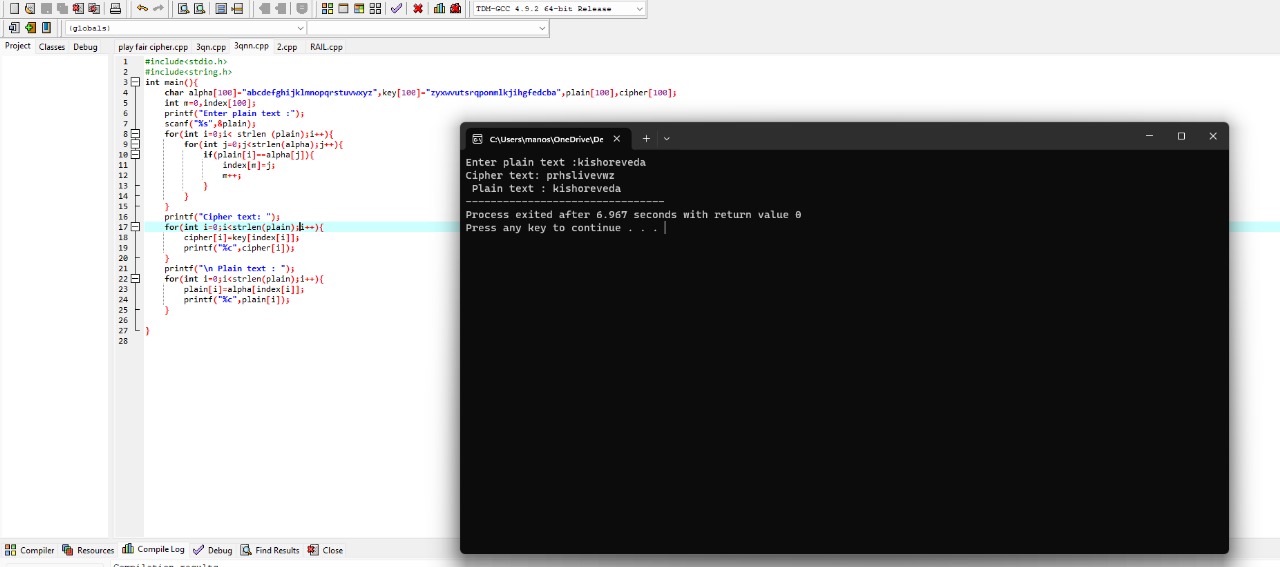 TDM-GCC 4.9.2 64-bit Release
(globals)
Project Classes Debug
play fair cipher.cpp 3qn.cpp 3qnn.cpp 2.cpp RAIL.cpp
1 #include<stdio.h>
2 #include<string.h>
3 int main(){
4 char alpha[100]="abcdefghijklmnopqrstuvwxyz",key[100]="zyxwvutsrqponmlkjihgfedcba",plain[100],cipher[100];
5 int m=0,index[100];
6 printf("Enter plain text :");
7 scanf("%s",&plain);
8 for(int i=0;i< strlen (plain);i++){
9 for(int j=0;j<strlen(alpha);j++){
10 if(plain[i]==alpha[j]){
11 index[m]=j;
12 m++;
13 }
14 }
15 }
16 printf("Cipher text: ");
17 for(int i=0;i<strlen(plain);i++){
18 cipher[i]=key[index[i]];
19 printf("%c",cipher[i]);
20 }
21 printf("\n Plain text : ");
22 for(int i=0;i<strlen(plain);i++){
23 plain[i]=alpha[index[i]];
24 printf("%c",plain[i]);
25 }
26
27 }
28
C:\Users\manos\OneDrive\De
Enter plain text :kishoreveda
Cipher text: prhslivevwz
Plain text : kishoreveda
--------------------------------
Process exited after 6.967 seconds with return value 0
Press any key to continue . . .
Compiler Resources Compile Log Debug Find Results Close
Compilation results